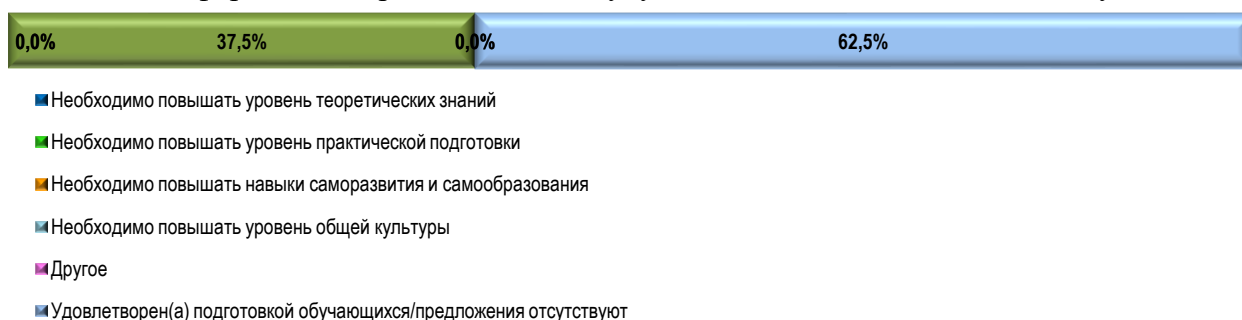 0,0% 37,5% 0,0% 62,5%
Необходимо повышать уровень теоретических знаний
Необходимо повышать уровень практической подготовки
Необходимо повышать навыки саморазвития и самообразования
Необходимо повышать уровень общей культуры
Другое
Удовлетворен(а) подготовкой обучающихся/предложения отсутствуют